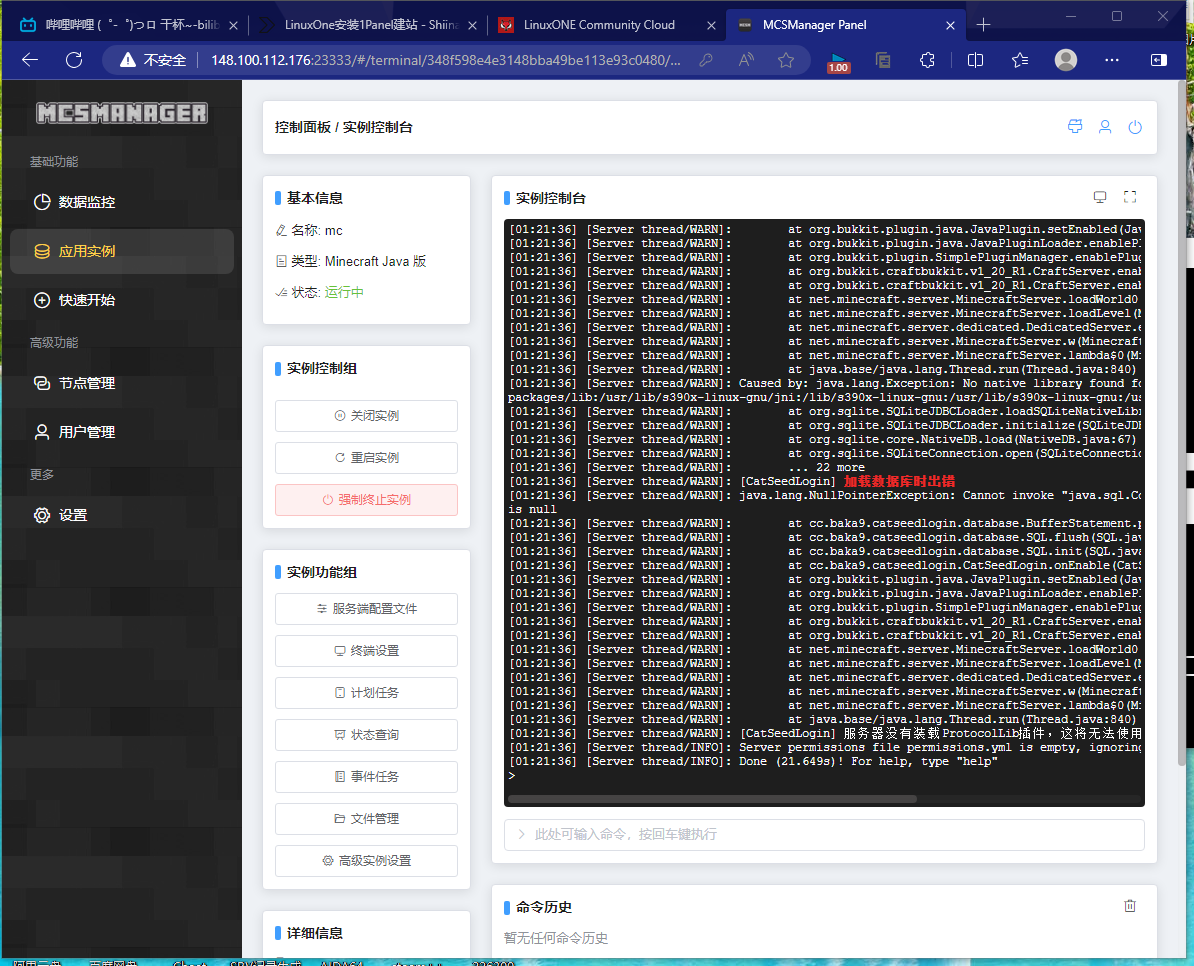 哔哩哔哩 (゜-゜)つロ 干杯~-bilib
LinuxOne安装1Panel建站 - Shiina
LinuxONE Community Cloud
MCSManager Panel
不安全
148.100.112.176:23333/#/terminal/348f598e4e3148bba49be113e93c0480/...
1.00
MCSMANAGER
基础功能
数据监控
应用实例
快速开始
高级功能
节点管理
用户管理
更多
设置
控制面板 / 实例控制台
基本信息
名称: mc
类型: Minecraft Java 版
状态: 运行中
实例控制组
关闭实例
重启实例
强制终止实例
实例功能组
服务端配置文件
终端设置
计划任务
状态查询
事件任务
文件管理
高级实例设置
详细信息
实例控制台
[01:21:36] [Server thread/WARN]: at org.bukkit.plugin.java.JavaPlugin.setEnabled(Jav
[01:21:36] [Server thread/WARN]: at org.bukkit.plugin.java.JavaPluginLoader.enablePl
[01:21:36] [Server thread/WARN]: at org.bukkit.plugin.SimplePluginManager.enablePlug
[01:21:36] [Server thread/WARN]: at org.bukkit.craftbukkit.v1_20_R1.CraftServer.enab
[01:21:36] [Server thread/WARN]: at org.bukkit.craftbukkit.v1_20_R1.CraftServer.enab
[01:21:36] [Server thread/WARN]: at net.minecraft.server.MinecraftServer.loadWorld0
[01:21:36] [Server thread/WARN]: at net.minecraft.server.MinecraftServer.loadLevel(M
[01:21:36] [Server thread/WARN]: at net.minecraft.server.dedicated.DedicatedServer.e
[01:21:36] [Server thread/WARN]: at net.minecraft.server.MinecraftServer.w(Minecraft
[01:21:36] [Server thread/WARN]: at net.minecraft.server.MinecraftServer.lambda$0(Mi
[01:21:36] [Server thread/WARN]: at java.base/java.lang.Thread.run(Thread.java:840)
[01:21:36] [Server thread/WARN]: Caused by: java.lang.Exception: No native library found fo
packages/lib:/usr/lib/s390x-linux-gnu/jni:/lib/s390x-linux-gnu:/usr/lib/s390x-linux-gnu:/us
[01:21:36] [Server thread/WARN]: at org.sqlite.SQLiteJDBCLoader.loadSQLiteNativeLibr
[01:21:36] [Server thread/WARN]: at org.sqlite.SQLiteJDBCLoader.initialize(SQLiteJDB
[01:21:36] [Server thread/WARN]: at org.sqlite.core.NativeDB.load(NativeDB.java:67)
[01:21:36] [Server thread/WARN]: at org.sqlite.SQLiteConnection.open(SQLiteConnectio
[01:21:36] [Server thread/WARN]: ... 22 more
[01:21:36] [Server thread/WARN]: [CatSeedLogin] 加载数据库时出错
[01:21:36] [Server thread/WARN]: java.lang.NullPointerException: Cannot invoke "java.sql.Co
is null
[01:21:36] [Server thread/WARN]: at cc.baka9.catseedlogin.database.BufferStatement.p
[01:21:36] [Server thread/WARN]: at cc.baka9.catseedlogin.database.SQL.flush(SQL.jav
[01:21:36] [Server thread/WARN]: at cc.baka9.catseedlogin.database.SQL.init(SQL.java
[01:21:36] [Server thread/WARN]: at cc.baka9.catseedlogin.CatSeedLogin.onEnable(CatS
[01:21:36] [Server thread/WARN]: at org.bukkit.plugin.java.JavaPlugin.setEnabled(Jav
[01:21:36] [Server thread/WARN]: at org.bukkit.plugin.java.JavaPluginLoader.enablePl
[01:21:36] [Server thread/WARN]: at org.bukkit.plugin.SimplePluginManager.enablePlug
[01:21:36] [Server thread/WARN]: at org.bukkit.craftbukkit.v1_20_R1.CraftServer.enab
[01:21:36] [Server thread/WARN]: at org.bukkit.craftbukkit.v1_20_R1.CraftServer.enab
[01:21:36] [Server thread/WARN]: at net.minecraft.server.MinecraftServer.loadWorld0
[01:21:36] [Server thread/WARN]: at net.minecraft.server.MinecraftServer.loadLevel(M
[01:21:36] [Server thread/WARN]: at net.minecraft.server.dedicated.DedicatedServer.e
[01:21:36] [Server thread/WARN]: at net.minecraft.server.MinecraftServer.w(Minecraft
[01:21:36] [Server thread/WARN]: at net.minecraft.server.MinecraftServer.lambda$0(Mi
[01:21:36] [Server thread/WARN]: at java.base/java.lang.Thread.run(Thread.java:840)
[01:21:36] [Server thread/WARN]: [CatSeedLogin] 服务器没有装载ProtocolLib插件，这将无法使用
[01:21:36] [Server thread/INFO]: Server permissions file permissions.yml is empty, ignoring
[01:21:36] [Server thread/INFO]: Done (21.649s)! For help, type "help"
>
此处可输入命令，按回车键执行
命令历史
暂无任何命令历史